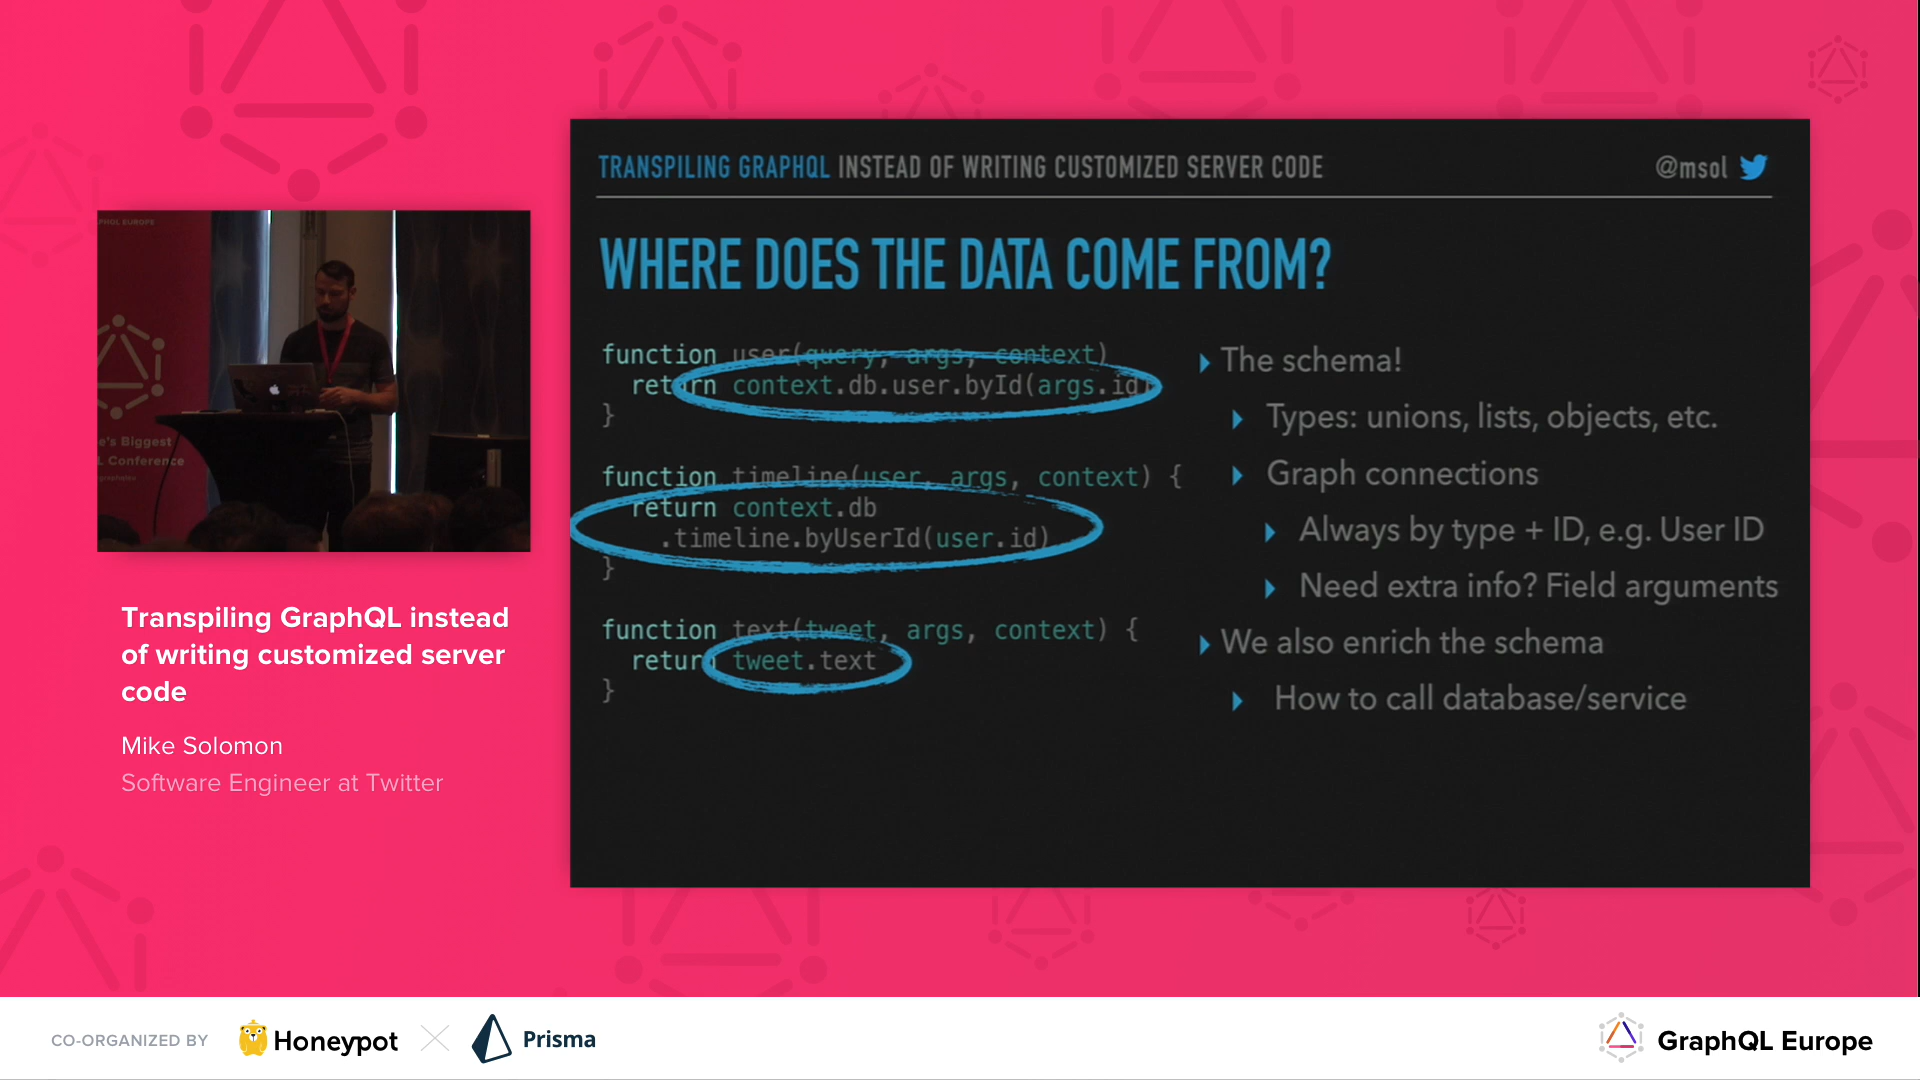 TRANSPILING GRAPHQL INSTEAD OF WRITING CUSTOMIZED SERVER CODE
@msol
WHERE DOES THE DATA COME FROM?
function user(query, args, context)
return context.db.user.byId(args.id)
}
function timeline(user, args, context) {
return context.db
.timeline.byUserId(user.id)
}
function text(tweet, args, context) {
return tweet.text
}
The schema!
Types: unions, lists, objects, etc.
Graph connections
Always by type + ID, e.g. User ID
Need extra info? Field arguments
We also enrich the schema
How to call database/service
PHQL EUROPE
e's Biggest
L Conference
Transpiling GraphQL instead
of writing customized server
code
Mike Solomon
Software Engineer at Twitter
CO-ORGANIZED BY
Honeypot
Prisma
GraphQL Europe